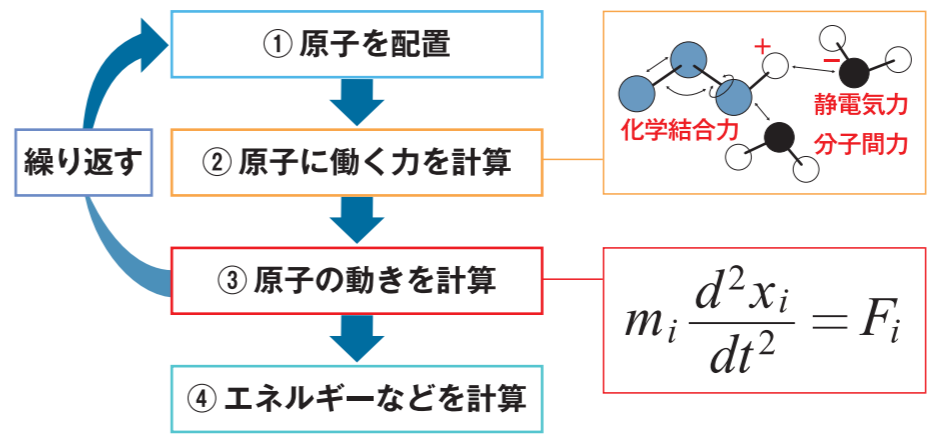 ① 原子を配置
繰り返す
② 原子に働く力を計算
+
−
静電気力
化学結合力
分子間力
③ 原子の動きを計算
m_i d²x_i/dt² = F_i
④ エネルギーなどを計算